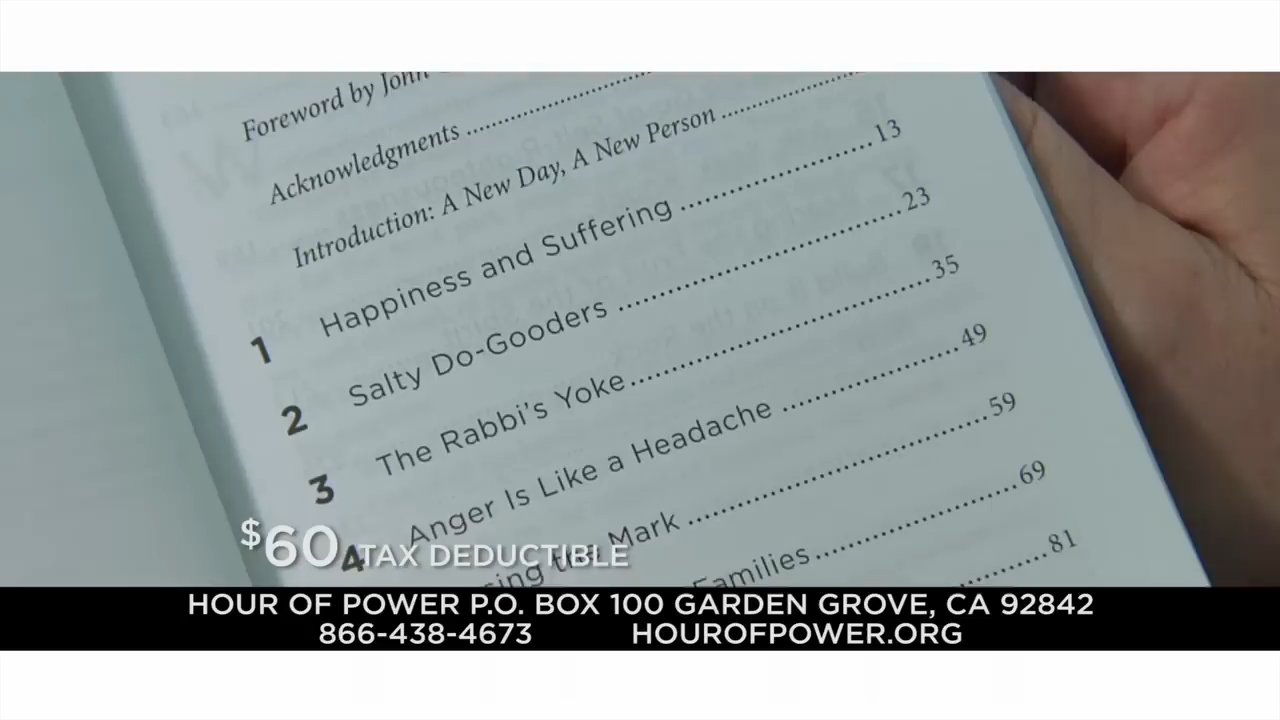 Foreword by John
Acknowledgments ..........................
Introduction: A New Day, A New Person ....................
1 Happiness and Suffering ........................... 13
2 Salty Do-Gooders ........................................ 23
3 The Rabbi's Yoke ........................................... 35
4 Anger Is Like a Headache ......................... 49
the Mark ........................................... 59
Families ............................. 69
81
$60 TAX DEDUCTIBLE
HOUR OF POWER P.O. BOX 100 GARDEN GROVE, CA 92842
866-438-4673 HOUROFPOWER.ORG